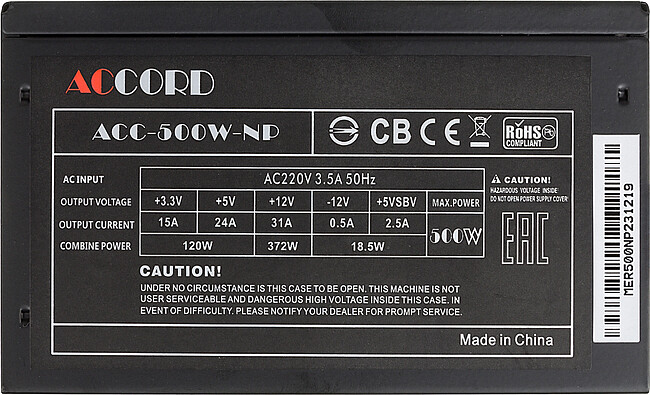 ACCORD
ACC-500W-NP
CB CE RoHS COMPLIANT
AC INPUT AC220V 3.5A 50Hz
OUTPUT VOLTAGE +3.3V +5V +12V -12V +5VSBV MAX.POWER
OUTPUT CURRENT 15A 24A 31A 0.5A 2.5A 500W
COMBINE POWER 120W 372W 18.5W
CAUTION!
HAZARDOUS VOLTAGE INSIDE
DO NOT OPEN POWER SUPPLY COVER
EAC
CAUTION!
UNDER NO CIRCUMSTANCE IS THIS CASE TO BE OPEN. THIS MACHINE IS NOT
USER SERVICEABLE AND DANGEROUS HIGH VOLTAGE INSIDE THIS CASE. IN
EVENT OF DIFFICULTY. PLEASE NOTIFY YOUR DEALER FOR PROMPT SERVICE.
Made in China
MER500NP231219